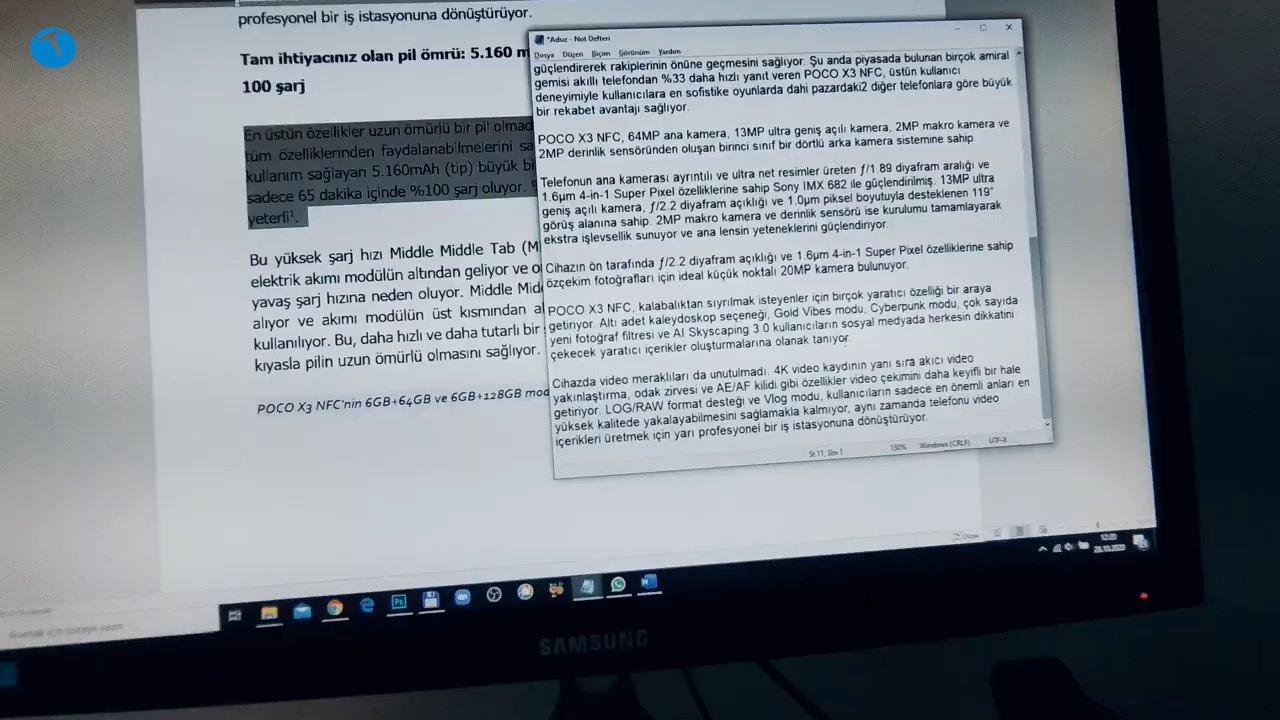 profesyonel bir iş istasyonuna dönüştürüyor.
Tam ihtiyacınız olan pil ömrü: 5.160 m
100 şarj
En üstün özellikler uzun ömürlü bir pil olmad
tüm özelliklerinden faydalanabilmelerini sa
kullanım sağlayan 5.160mAh (tip) büyük bi
sadece 65 dakika içinde %100 şarj oluyor.
yeterli¹.
Bu yüksek şarj hızı Middle Middle Tab (M
elektrik akımı modülün altından geliyor ve o
yavaş şarj hızına neden oluyor. Middle Mid
alıyor ve akımı modülün üst kısmından al
kullanılıyor. Bu, daha hızlı ve daha tutarlı bir
kıyasla pilin uzun ömürlü olmasını sağlıyor.
POCO X3 NFC'nin 6GB+64GB ve 6GB+128GB mod
*Adsız - Not Defteri
Dosya Düzen Biçim Görünüm Yardım
güçlendirerek rakiplerinin önüne geçmesini sağlıyor. Şu anda piyasada bulunan birçok amiral
gemisi akıllı telefondan %33 daha hızlı yanıt veren POCO X3 NFC, üstün kullanıcı
deneyimiyle kullanıcılara en sofistike oyunlarda dahi pazardaki2 diğer telefonlara göre büyük
bir rekabet avantajı sağlıyor.
POCO X3 NFC, 64MP ana kamera, 13MP ultra geniş açılı kamera, 2MP makro kamera ve
2MP derinlik sensöründen oluşan birinci sınıf bir dörtlü arka kamera sistemine sahip.
Telefonun ana kamerası ayrıntılı ve ultra net resimler üreten ƒ/1.89 diyafram aralığı ve
1.6μm 4-in-1 Super Pixel özelliklerine sahip Sony IMX 682 ile güçlendirilmiş. 13MP ultra
geniş açılı kamera, ƒ/2.2 diyafram açıklığı ve 1.0μm piksel boyutuyla desteklenen 119°
görüş alanına sahip. 2MP makro kamera ve derinlik sensörü ise kurulumu tamamlayarak
ekstra işlevsellik sunuyor ve ana lensin yeteneklerini güçlendiriyor.
Cihazın ön tarafında ƒ/2.2 diyafram açıklığı ve 1.6μm 4-in-1 Super Pixel özelliklerine sahip
özçekim fotoğrafları için ideal küçük noktalı 20MP kamera bulunuyor.
POCO X3 NFC, kalabalıktan sıyrılmak isteyenler için birçok yaratıcı özelliği bir araya
getiriyor. Altı adet kaleydoskop seçeneği, Gold Vibes modu, Cyberpunk modu, çok sayıda
yeni fotoğraf filtresi ve AI Skyscaping 3.0 kullanıcıların sosyal medyada herkesin dikkatini
çekecek yaratıcı içerikler oluşturmalarına olanak tanıyor.
Cihazda video meraklıları da unutulmadı. 4K video kaydının yanı sıra akıcı video
yakınlaştırma, odak zirvesi ve AE/AF kilidi gibi özellikler video çekimini daha keyifli bir hale
getiriyor. LOG/RAW format desteği ve Vlog modu, kullanıcıların sadece en önemli anları en
yüksek kalitede yakalayabilmesini sağlamakla kalmıyor, aynı zamanda telefonu video
içerikleri üretmek için yarı profesyonel bir iş istasyonuna dönüştürüyor.
St 11, Stn 1 130% Windows (CRLF) UTF-8
12:20
Ps
SAMSUNG